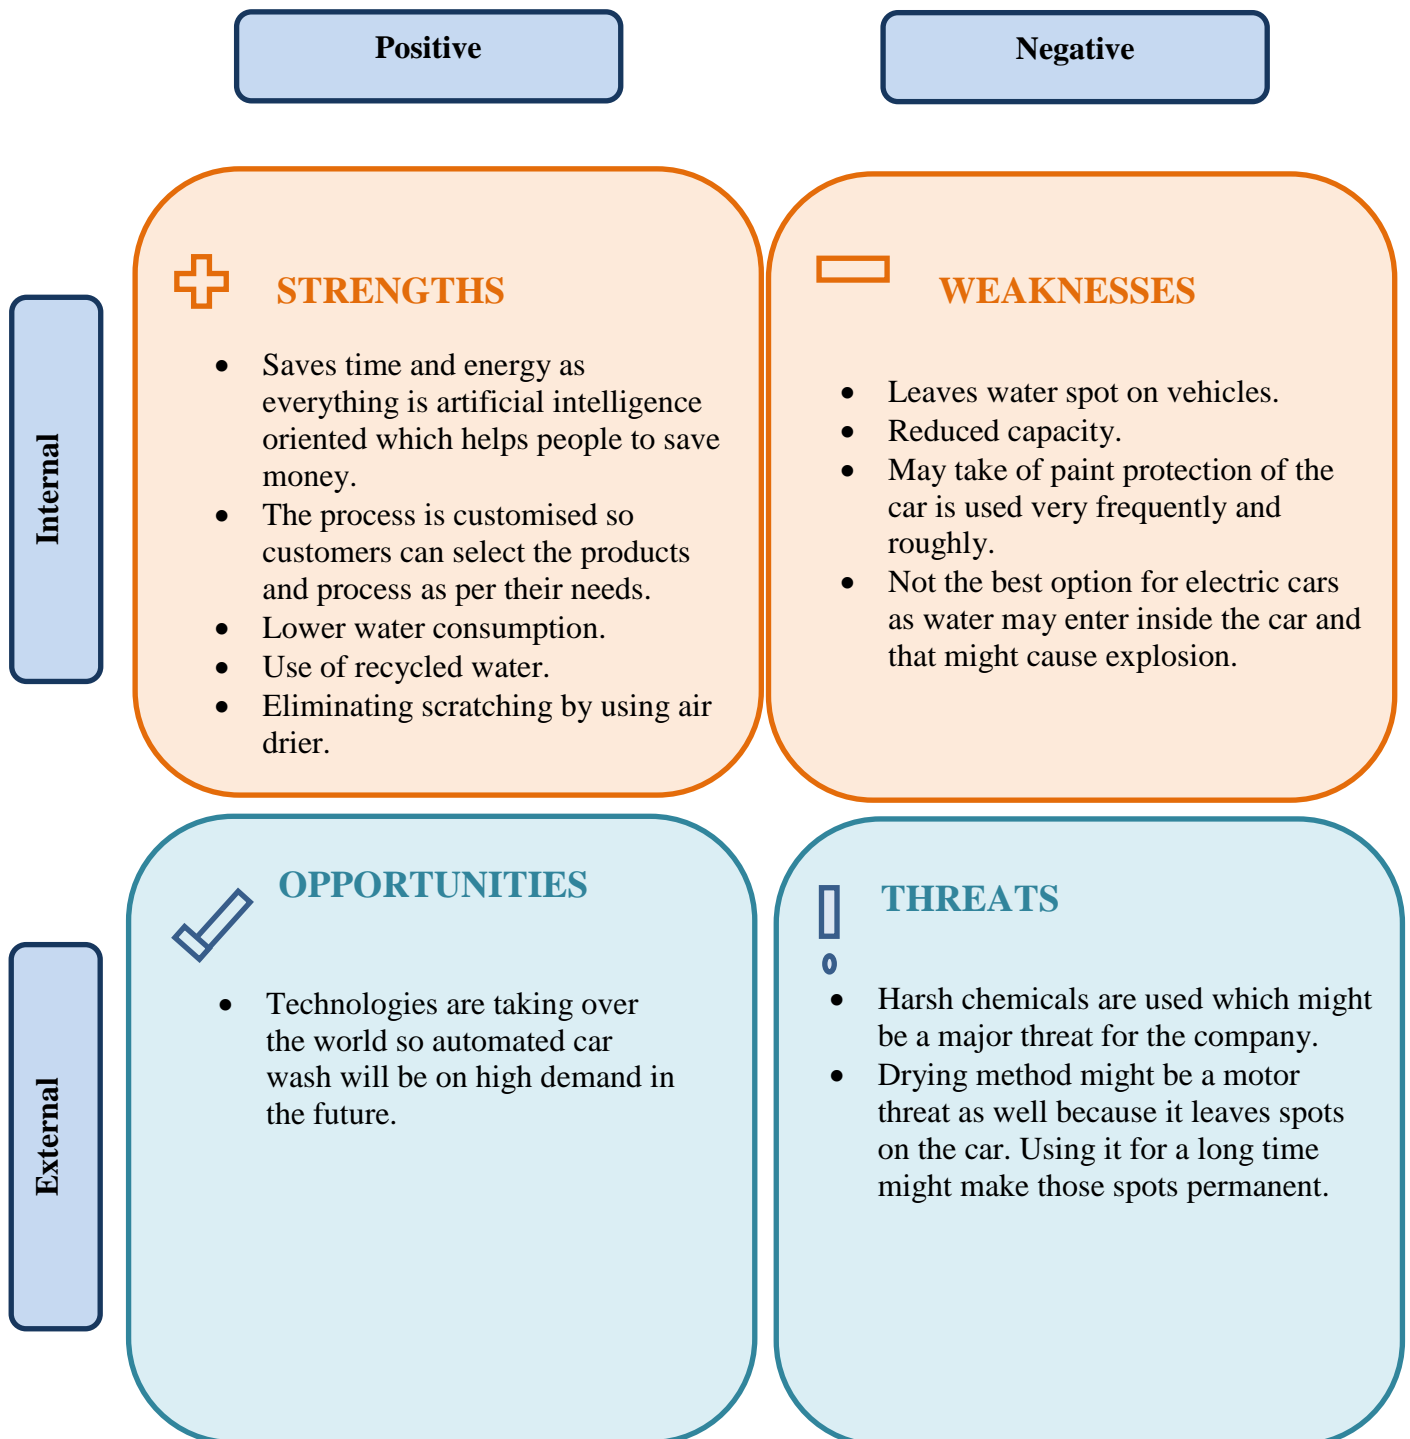 Positive
Negative
Internal
STRENGTHS
• Saves time and energy as
everything is artificial intelligence
oriented which helps people to save
money.
• The process is customised so
customers can select the products
and process as per their needs.
• Lower water consumption.
• Use of recycled water.
• Eliminating scratching by using air
drier.
WEAKNESSES
• Leaves water spot on vehicles.
• Reduced capacity.
• May take of paint protection of the
car is used very frequently and
roughly.
• Not the best option for electric cars
as water may enter inside the car and
that might cause explosion.
External
OPPORTUNITIES
• Technologies are taking over
the world so automated car
wash will be on high demand in
the future.
THREATS
• Harsh chemicals are used which might
be a major threat for the company.
• Drying method might be a motor
threat as well because it leaves spots
on the car. Using it for a long time
might make those spots permanent.